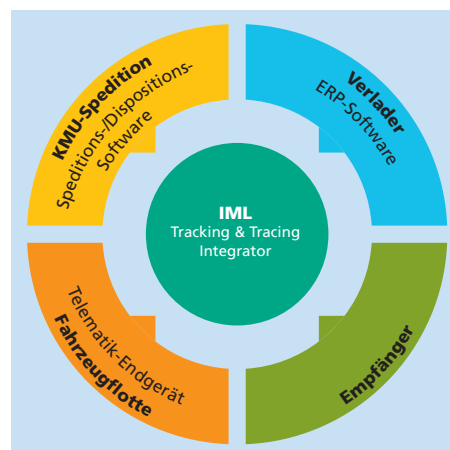 KMU-Spedition
Speditions-/Dispositions-
Software
Verlader
ERP-Software
IML
Tracking & Tracing
Integrator
Telematik-Endgerät
Fahrzeugflotte
Empfänger